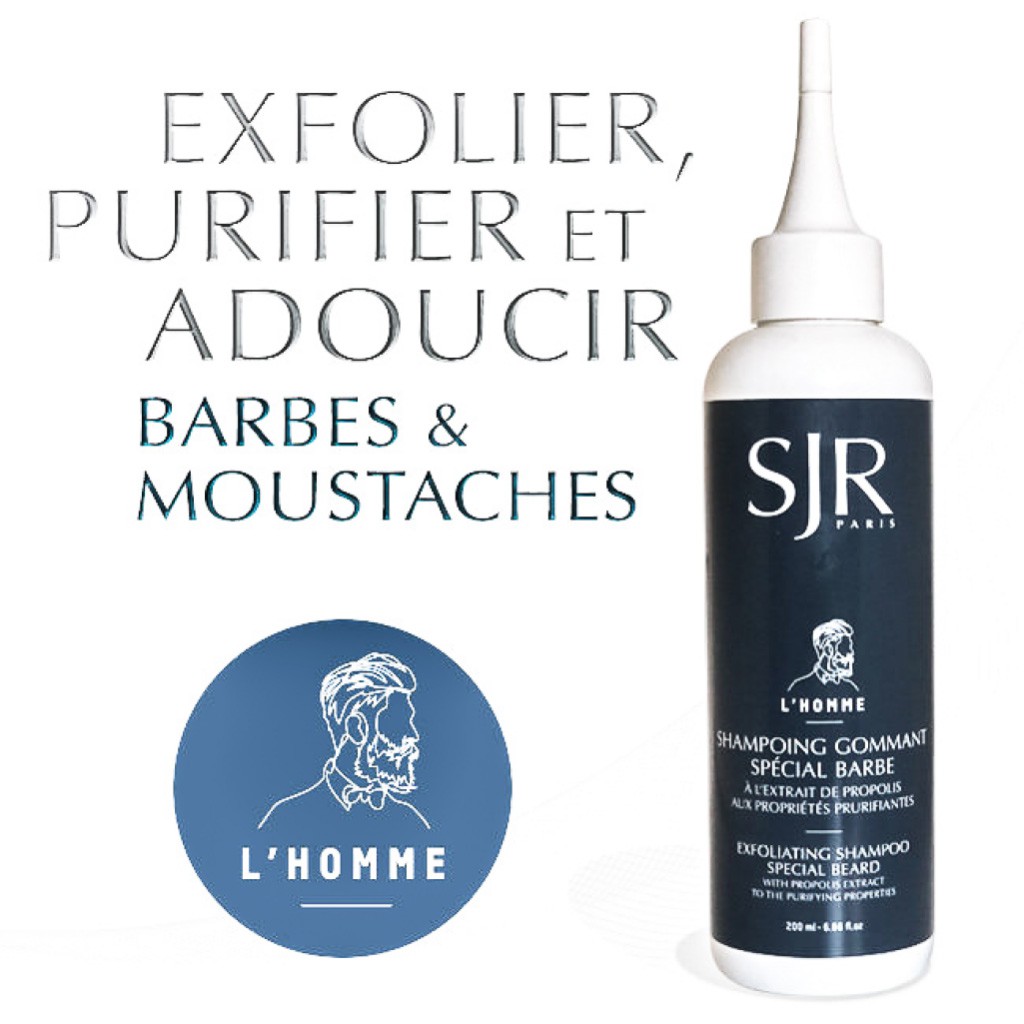 EXFOLIER,
PURIFIER ET
ADOUCIR
BARBES &
MOUSTACHES
L'HOMME
SJR
PARIS
L'HOMME
SHAMPOING GOMMANT
SPÉCIAL BARBE
À L'EXTRAIT DE PROPOLIS
AUX PROPRIÉTÉS PRURIFIANTES
EXFOLIATING SHAMPOO
SPECIAL BEARD
WITH PROPOLIS EXTRACT
TO THE PURIFYING PROPERTIES
200 ml - 6.66 fl.oz